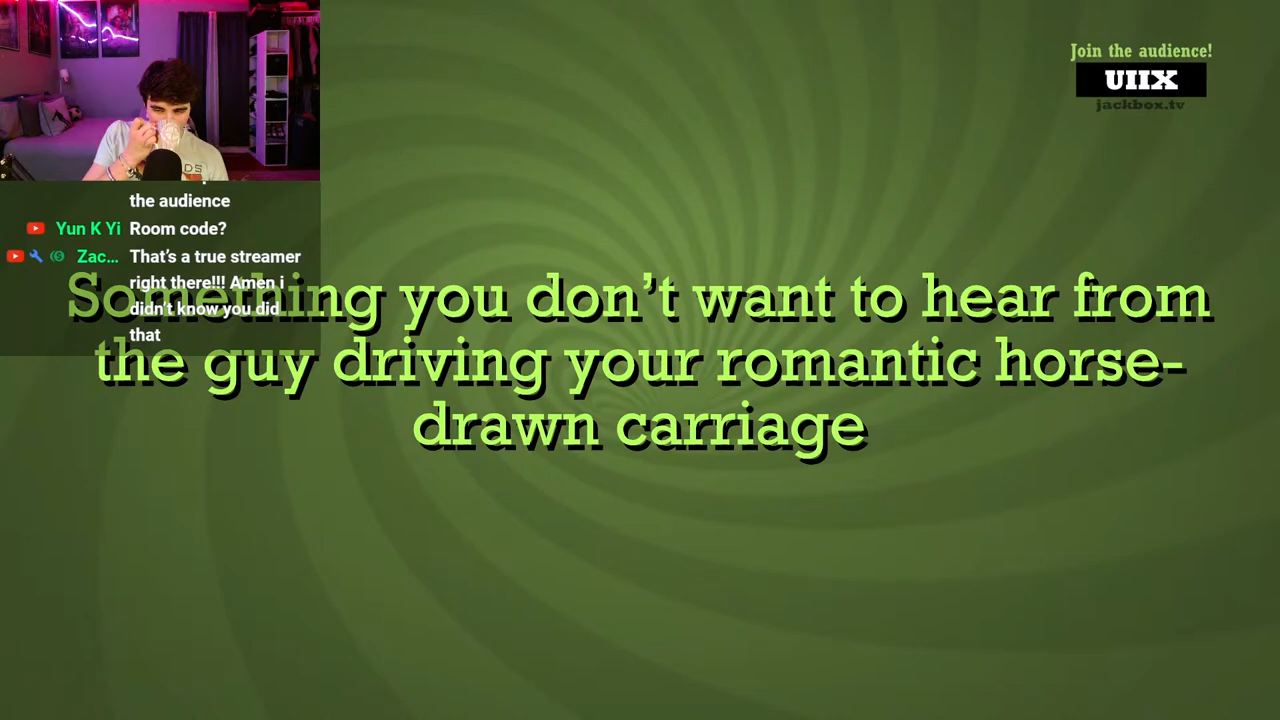 Join the audience!
UIIX
jackbox.tv
the audience
Yun K Yi Room code?
Zac... That's a true streamer
right there!!! Amen i
didn't know you did
that
Something you don't want to hear from
the guy driving your romantic horse-
drawn carriage